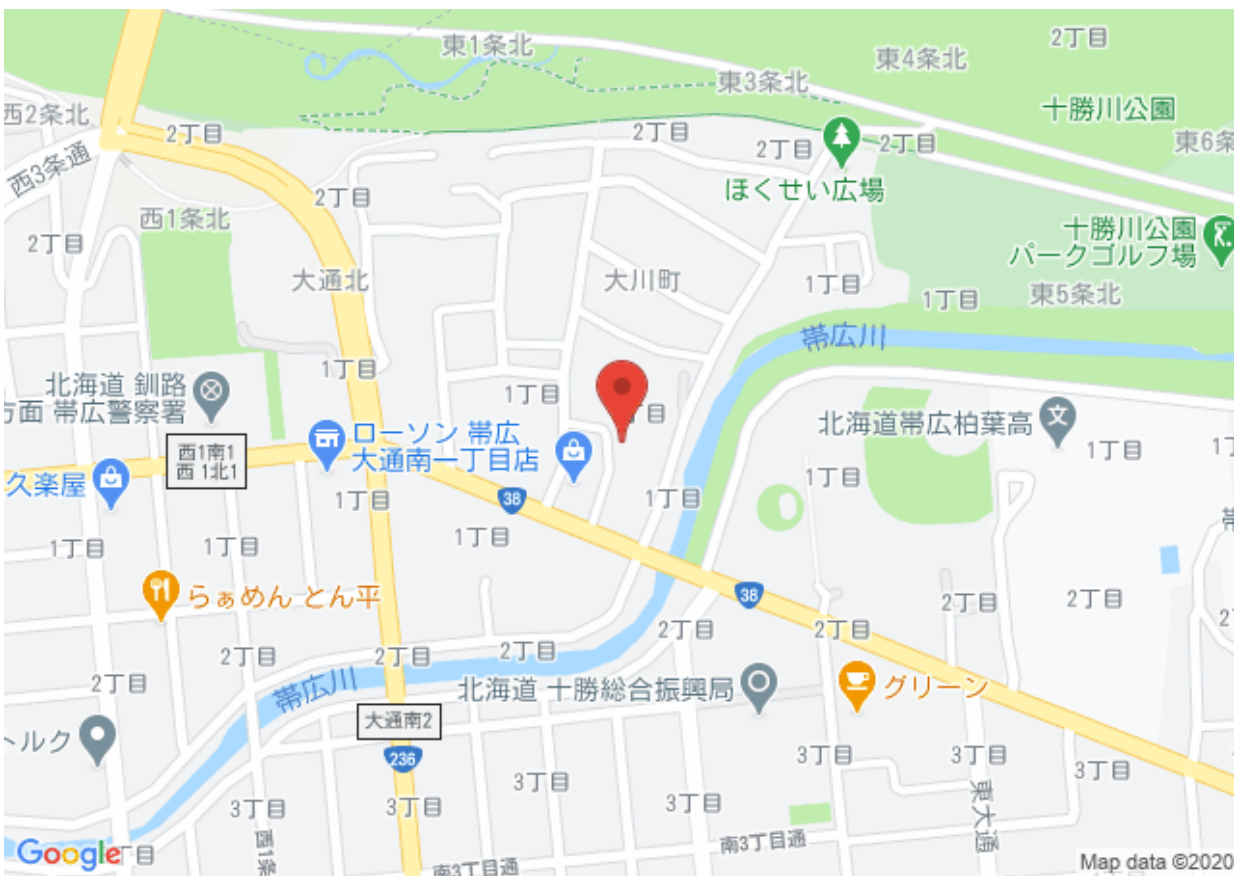 2丁目
東1条北
東4条北
東3条北
十勝川公園
西2条北
2丁目
2丁目
2丁目
2丁目
東6条
西3条通
2丁目
ほくせい広場
西1条北
2丁目
十勝川公園
パークゴルフ場
大通北
大川町
1丁目
1丁目
東5条北
帯広川
1丁目
北海道 釧路
方面 帯広警察署
1丁目
丁目
ローソン 帯広
大通南一丁目店
北海道帯広柏葉高
西1南1
西 1北1
1丁目
久楽屋
1丁目
38
1丁目
1丁目
1丁目
1丁目
1丁目
らぁめん とん平
38
2丁目
2丁目
2丁目
2丁目
2丁目
2丁目
2丁目
2丁目
帯広川
北海道 十勝総合振興局
グリーン
大通南2
トルク
236
3丁目
3丁目
3丁目
3丁目
3丁目
3丁目
3丁目
東大通
西1条
南3丁目通
南3丁目通
丁目
Google
Map data ©2020